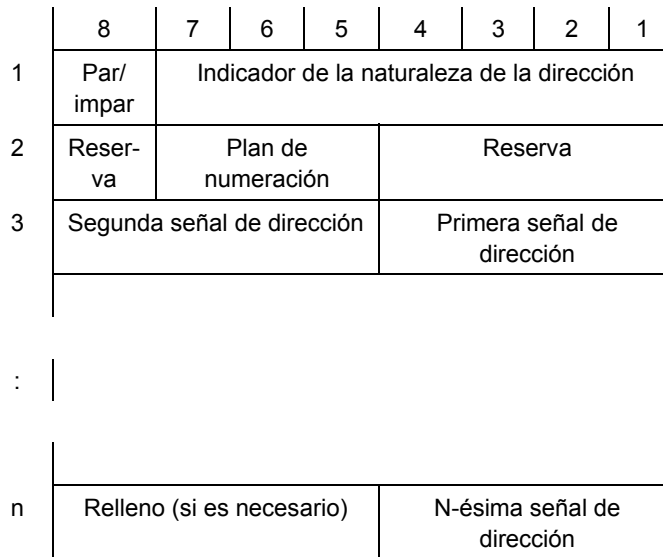 8 7 6 5 4 3 2 1
1 Par/ Indicador de la naturaleza de la dirección
impar
2 Reser- Plan de Reserva
va numeración
3 Segunda señal de dirección Primera señal de
dirección
:
n Relleno (si es necesario) N-ésima señal de
dirección